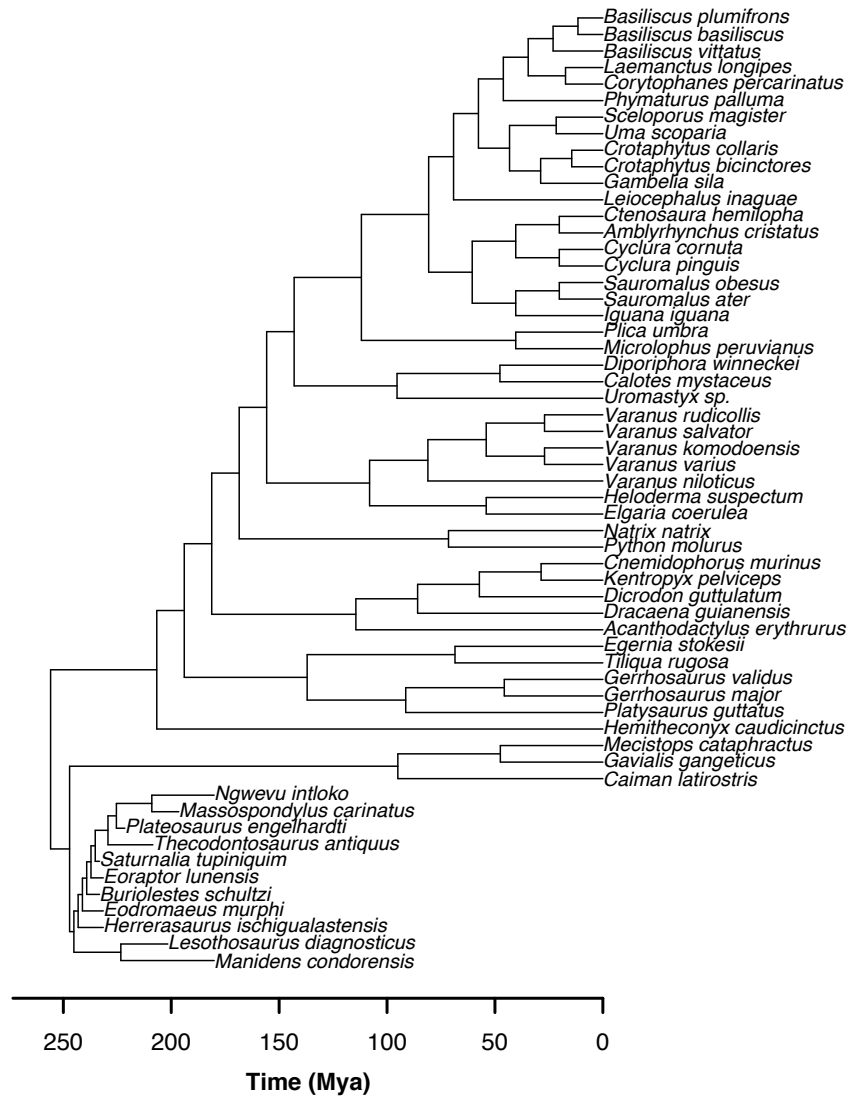 Basiliscus plumifrons
Basiliscus basiliscus
Basiliscus vittatus
Laemanctus longipes
Corytophanes percarinatus
Phymaturus palluma
Sceloporus magister
Uma scoparia
Crotaphytus collaris
Crotaphytus bicinctores
Gambelia sila
Leiocephalus inaguae
Ctenosaura hemilopha
Amblyrhynchus cristatus
Cyclura cornuta
Cyclura pinguis
Sauromalus obesus
Sauromalus ater
Iguana iguana
Plica umbra
Microlophus peruvianus
Diporiphora winneckei
Calotes mystaceus
Uromastyx sp.
Varanus rudicollis
Varanus salvator
Varanus komodoensis
Varanus varius
Varanus niloticus
Heloderma suspectum
Elgaria coerulea
Natrix natrix
Python molurus
Cnemidophorus murinus
Kentropyx pelviceps
Dicrodon guttulatum
Dracaena guianensis
Acanthodactylus erythrurus
Egernia stokesii
Tiliqua rugosa
Gerrhosaurus validus
Gerrhosaurus major
Platysaurus guttatus
Hemitheconyx caudicinctus
Mecistops cataphractus
Gavialis gangeticus
Caiman latirostris
Ngwevu intloko
Massospondylus carinatus
Plateosaurus engelhardti
Thecodontosaurus antiquus
Saturnalia tupiniquim
Eoraptor lunensis
Buriolestes schultzi
Eodromaeus murphi
Herrerasaurus ischigualastensis
Lesothosaurus diagnosticus
Manidens condorensis
250 200 150 100 50 0
Time (Mya)